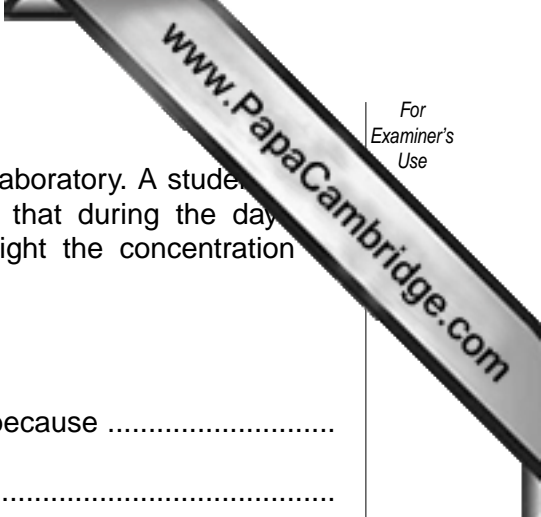 www.PapaCambridge.com
For
Examiner's
Use
aboratory. A stude
that during the day
ight the concentration
because ............................
.........................................